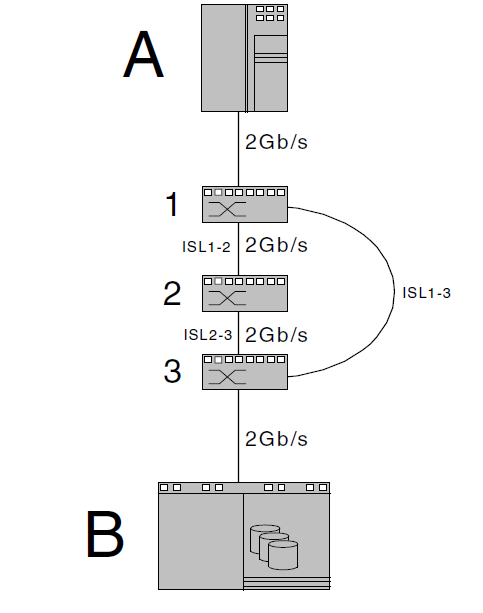 A
2Gb/s
1
ISL1-2 2Gb/s
2
ISL1-3
ISL2-3 2Gb/s
3
2Gb/s
B